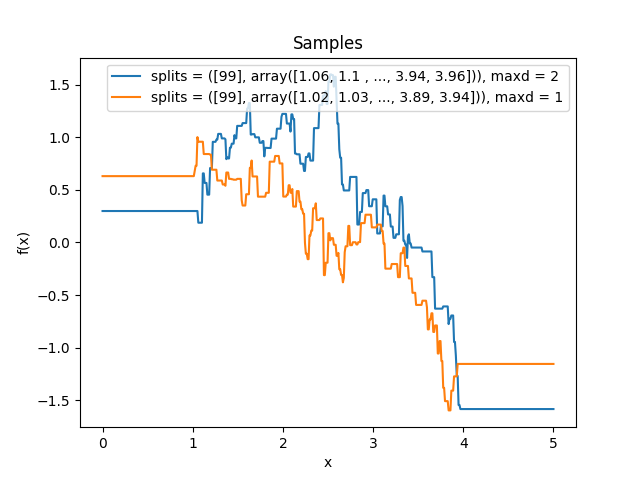 Samples
splits = ([99], array([1.06, 1.1 , ..., 3.94, 3.96])), maxd = 2
splits = ([99], array([1.02, 1.03, ..., 3.89, 3.94])), maxd = 1
1.5
1.0
0.5
0.0
−0.5
−1.0
−1.5
f(x)
0 1 2 3 4 5
x